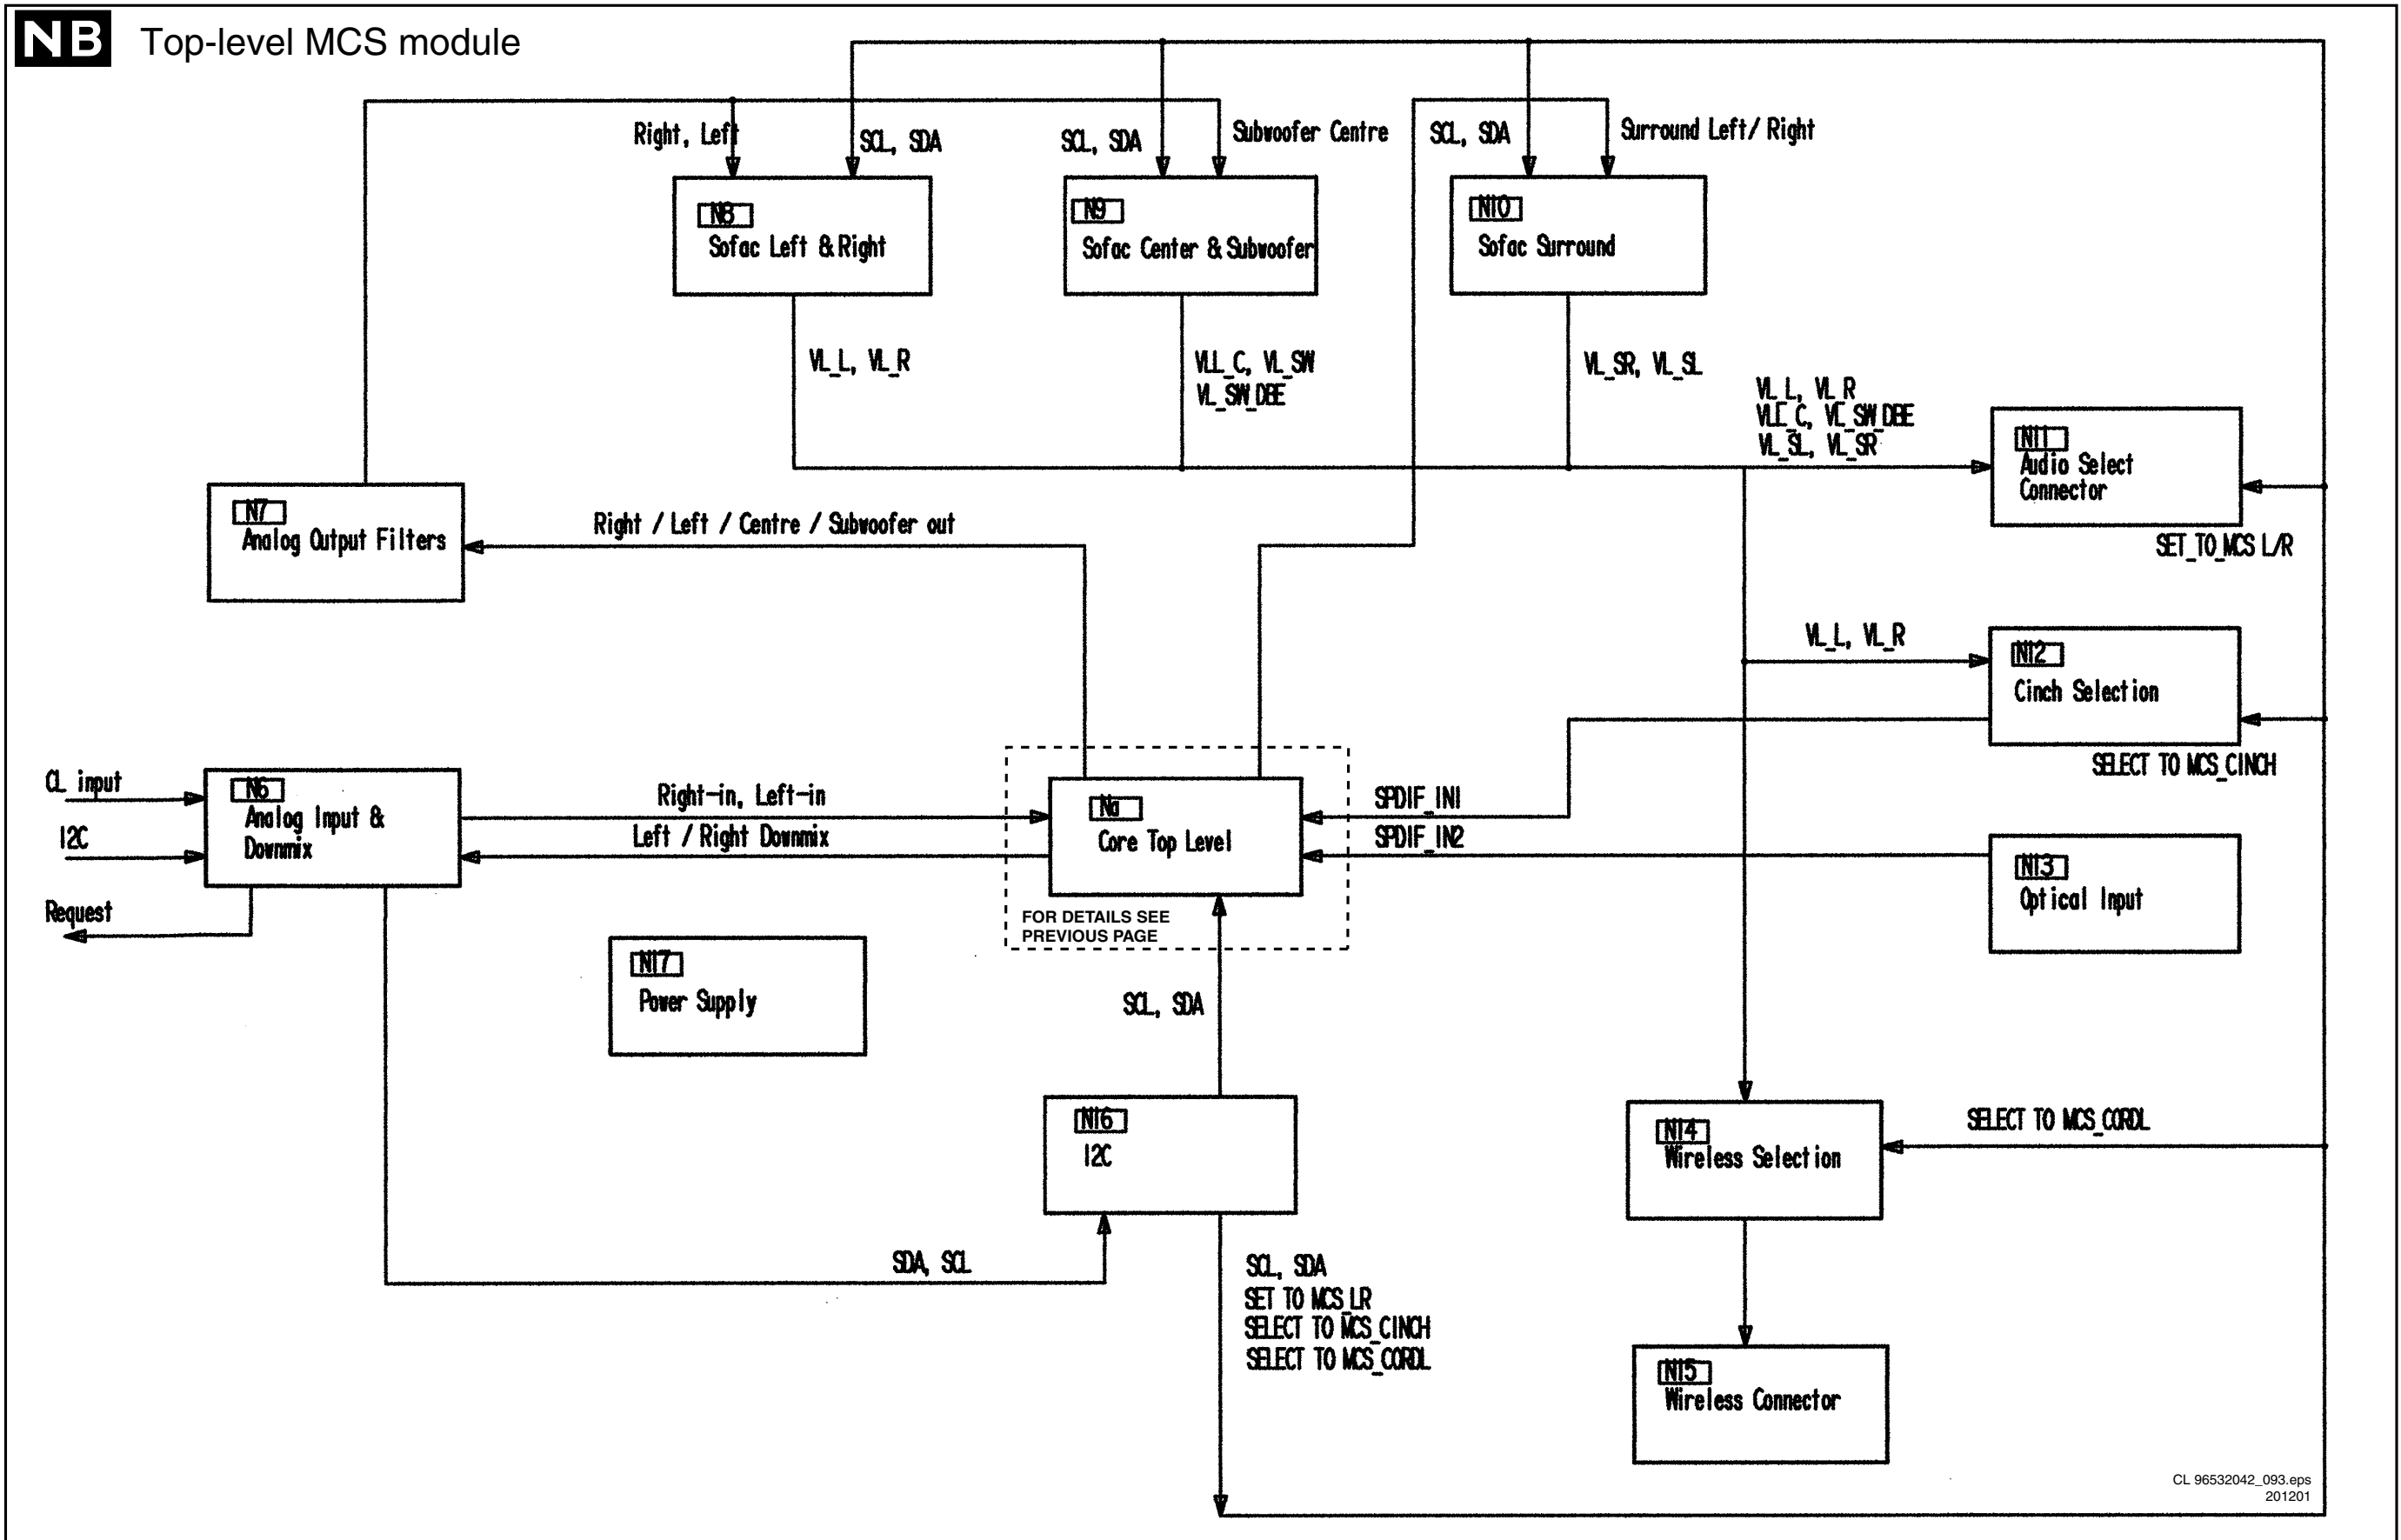 NB Top-level MCS module
Right, Left
SCL, SDA
SCL, SDA
Subwoofer Centre
SCL, SDA
Surround Left/ Right
N8
Sofac Left & Right
N9
Sofac Center & Subwoofer
N10
Sofac Surround
VL_L, VL_R
VLL_C, VL_SW
VL_SW_DBE
VL_SR, VL_SL
VL_L, VL_R
VLL_C, VL_SW_DBE
VL_SL, VL_SR
N11
Audio Select
Connector
SET_TO_MCS L/R
N7
Analog Output Filters
Right / Left / Centre / Subwoofer out
VL_L, VL_R
N12
Cinch Selection
SELECT TO MCS_CINCH
CL input
I2C
Request
N6
Analog Input &
Downmix
Right-in, Left-in
Left / Right Downmix
Na
Core Top Level
FOR DETAILS SEE
PREVIOUS PAGE
SPDIF_IN1
SPDIF_IN2
N13
Optical Input
N17
Power Supply
SCL, SDA
N16
I2C
SDA, SCL
SCL, SDA
SET TO MCS_LR
SELECT TO MCS_CINCH
SELECT TO MCS_CORDL
N14
Wireless Selection
SELECT TO MCS_CORDL
N15
Wireless Connector
CL 96532042_093.eps
201201